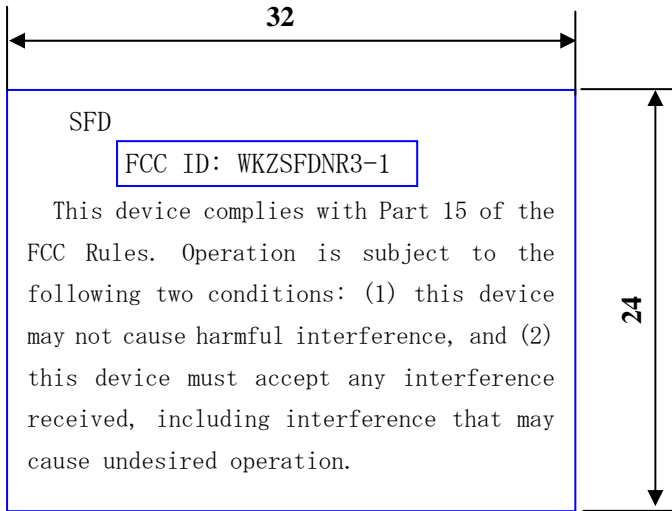 32
SFD
FCC ID: WKZSFDNR3-1
This device complies with Part 15 of the
FCC Rules. Operation is subject to the
following two conditions: (1) this device
may not cause harmful interference, and (2)
this device must accept any interference
received, including interference that may
cause undesired operation.
24